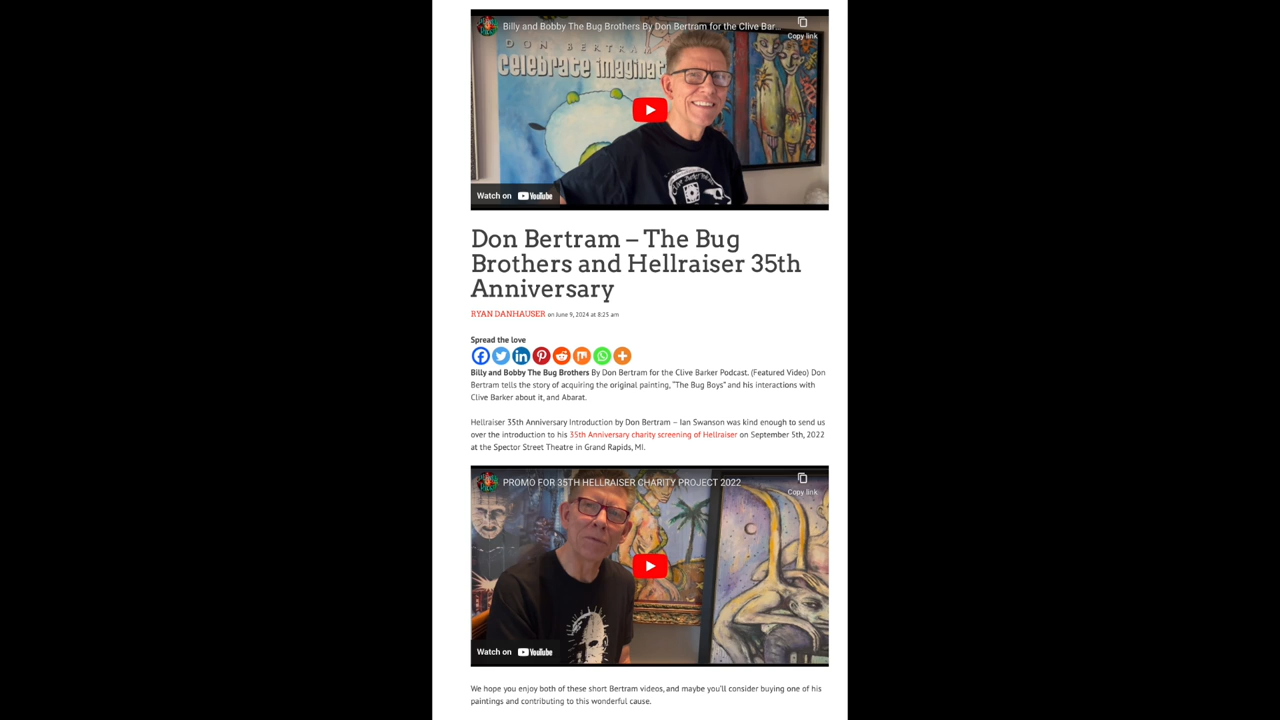 Billy and Bobby The Bug Brothers By Don Bertram for the Clive Bar...
Copy link
DON BERTRAM
celebrate imaginat
Watch on YouTube
Don Bertram – The Bug
Brothers and Hellraiser 35th
Anniversary
RYAN DANHAUSER on June 9, 2024 at 8:25 am
Spread the love
Billy and Bobby The Bug Brothers By Don Bertram for the Clive Barker Podcast. (Featured Video) Don
Bertram tells the story of acquiring the original painting, “The Bug Boys” and his interactions with
Clive Barker about it, and Abarat.
Hellraiser 35th Anniversary Introduction by Don Bertram – Ian Swanson was kind enough to send us
over the introduction to his 35th Anniversary charity screening of Hellraiser on September 5th, 2022
at the Spector Street Theatre in Grand Rapids, MI.
PROMO FOR 35TH HELLRAISER CHARITY PROJECT 2022
Copy link
Watch on YouTube
We hope you enjoy both of these short Bertram videos, and maybe you’ll consider buying one of his
paintings and contributing to this wonderful cause.